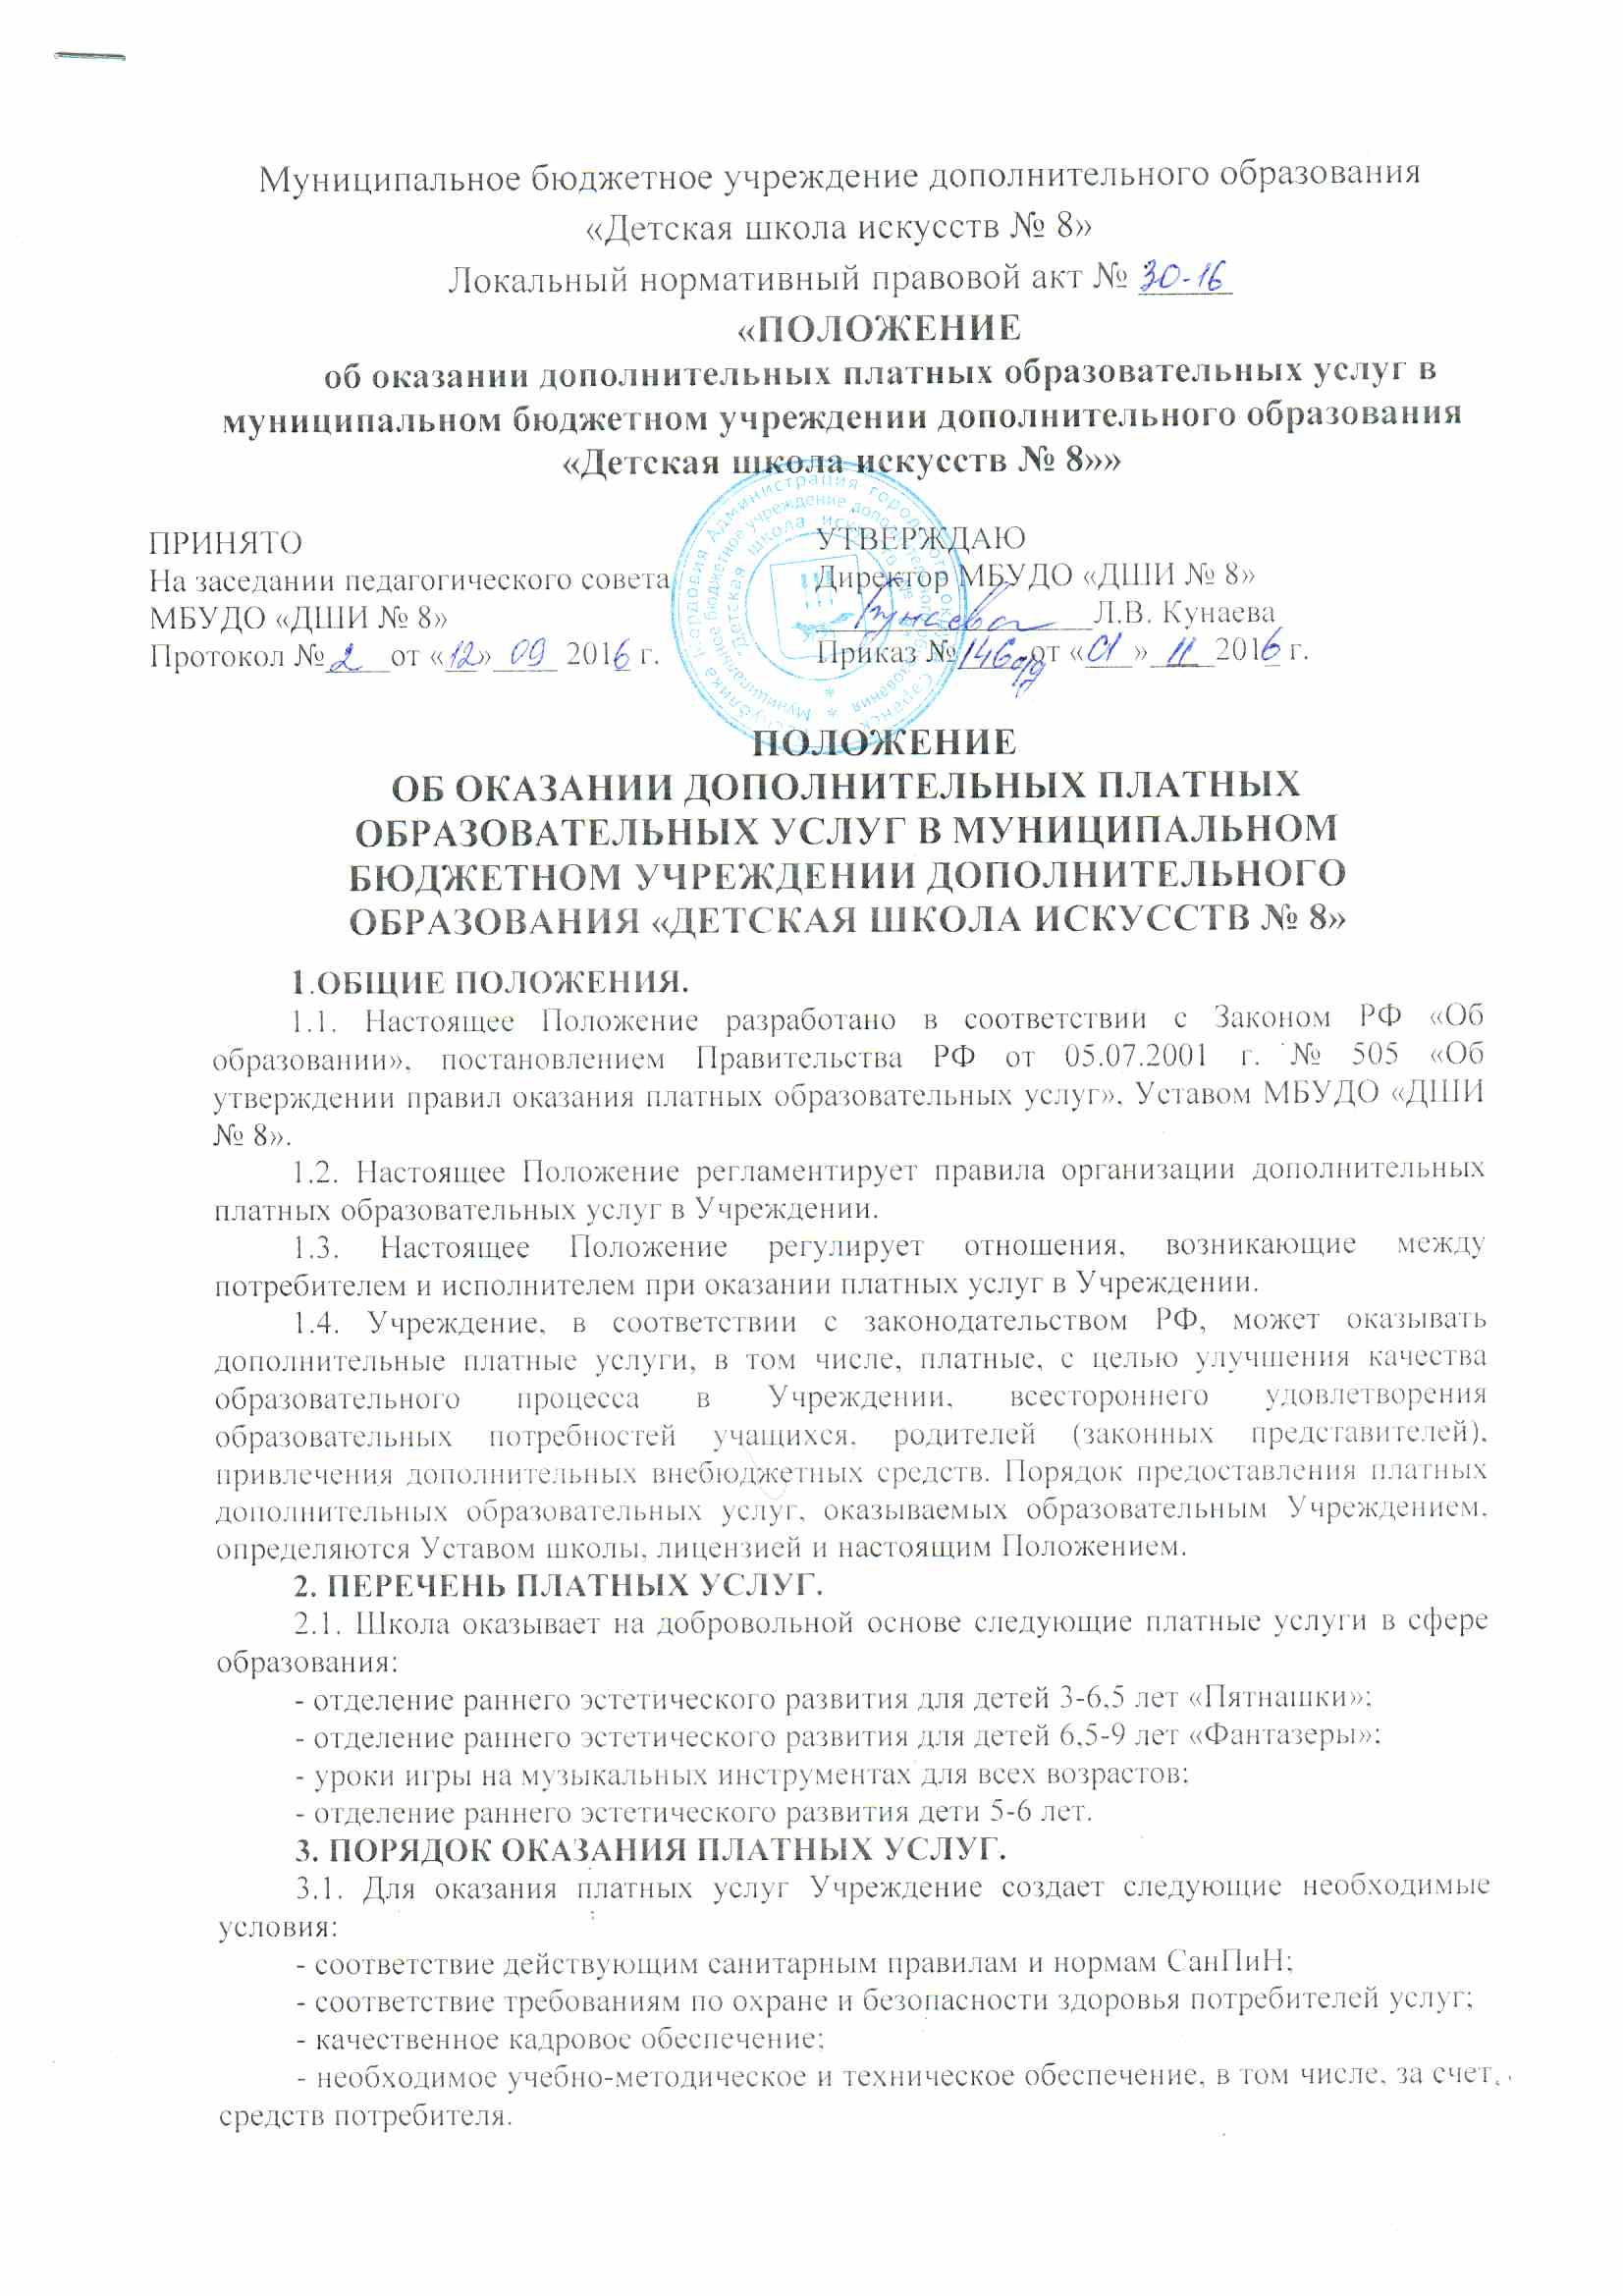 Муниципальное бюджетное учреждение дополнительного образования
«Детская школа искусств № 8»
Локальный нормативный правовой акт № 30-16
«ПОЛОЖЕНИЕ
об оказании дополнительных платных образовательных услуг в
муниципальном бюджетном учреждении дополнительного образования
«Детская школа искусств № 8»»
ПРИНЯТО
На заседании педагогического совета
МБУДО «ДШИ № 8»
Протокол № 2 от «12» 09 2016 г.
УТВЕРЖДАЮ
Директор МБУДО «ДШИ № 8»
Кунаева Л.В. Кунаева
Приказ № 146 од от «01» 11 2016 г.
ПОЛОЖЕНИЕ
ОБ ОКАЗАНИИ ДОПОЛНИТЕЛЬНЫХ ПЛАТНЫХ
ОБРАЗОВАТЕЛЬНЫХ УСЛУГ В МУНИЦИПАЛЬНОМ
БЮДЖЕТНОМ УЧРЕЖДЕНИИ ДОПОЛНИТЕЛЬНОГО
ОБРАЗОВАНИЯ «ДЕТСКАЯ ШКОЛА ИСКУССТВ № 8»
1.ОБЩИЕ ПОЛОЖЕНИЯ.
1.1. Настоящее Положение разработано в соответствии с Законом РФ «Об
образовании», постановлением Правительства РФ от 05.07.2001 г. № 505 «Об
утверждении правил оказания платных образовательных услуг», Уставом МБУДО «ДШИ
№ 8».
1.2. Настоящее Положение регламентирует правила организации дополнительных
платных образовательных услуг в Учреждении.
1.3. Настоящее Положение регулирует отношения, возникающие между
потребителем и исполнителем при оказании платных услуг в Учреждении.
1.4. Учреждение, в соответствии с законодательством РФ, может оказывать
дополнительные платные услуги, в том числе, платные, с целью улучшения качества
образовательного процесса в Учреждении, всестороннего удовлетворения
образовательных потребностей учащихся, родителей (законных представителей),
привлечения дополнительных внебюджетных средств. Порядок предоставления платных
дополнительных образовательных услуг, оказываемых образовательным Учреждением,
определяются Уставом школы, лицензией и настоящим Положением.
2. ПЕРЕЧЕНЬ ПЛАТНЫХ УСЛУГ.
2.1. Школа оказывает на добровольной основе следующие платные услуги в сфере
образования:
- отделение раннего эстетического развития для детей 3-6,5 лет «Пятнашки»;
- отделение раннего эстетического развития для детей 6,5-9 лет «Фантазеры»;
- уроки игры на музыкальных инструментах для всех возрастов;
- отделение раннего эстетического развития дети 5-6 лет.
3. ПОРЯДОК ОКАЗАНИЯ ПЛАТНЫХ УСЛУГ.
3.1. Для оказания платных услуг Учреждение создает следующие необходимые
условия:
- соответствие действующим санитарным правилам и нормам СанПиН;
- соответствие требованиям по охране и безопасности здоровья потребителей услуг;
- качественное кадровое обеспечение;
- необходимое учебно-методическое и техническое обеспечение, в том числе, за счет
средств потребителя.